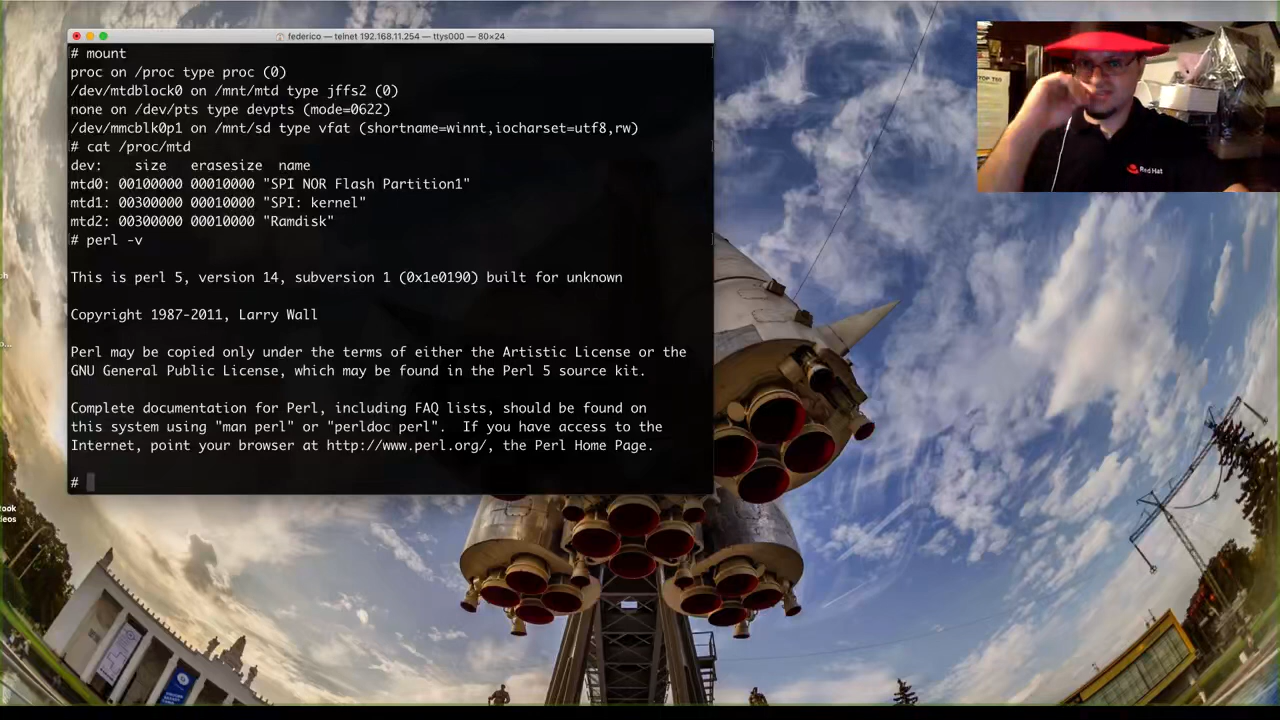 federico — telnet 192.168.11.254 — ttys000 — 80×24
# mount
proc on /proc type proc (0)
/dev/mtdblock0 on /mnt/mtd type jffs2 (0)
none on /dev/pts type devpts (mode=0622)
/dev/mmcblk0p1 on /mnt/sd type vfat (shortname=winnt,iocharset=utf8,rw)
# cat /proc/mtd
dev:    size   erasesize  name
mtd0: 00100000 00010000 "SPI NOR Flash Partition1"
mtd1: 00300000 00010000 "SPI: kernel"
mtd2: 00300000 00010000 "Ramdisk"
# perl -v
This is perl 5, version 14, subversion 1 (0x1e0190) built for unknown
Copyright 1987-2011, Larry Wall
Perl may be copied only under the terms of either the Artistic License or the
GNU General Public License, which may be found in the Perl 5 source kit.
Complete documentation for Perl, including FAQ lists, should be found on
this system using "man perl" or "perldoc perl".  If you have access to the
Internet, point your browser at http://www.perl.org/, the Perl Home Page.
#
Red Hat